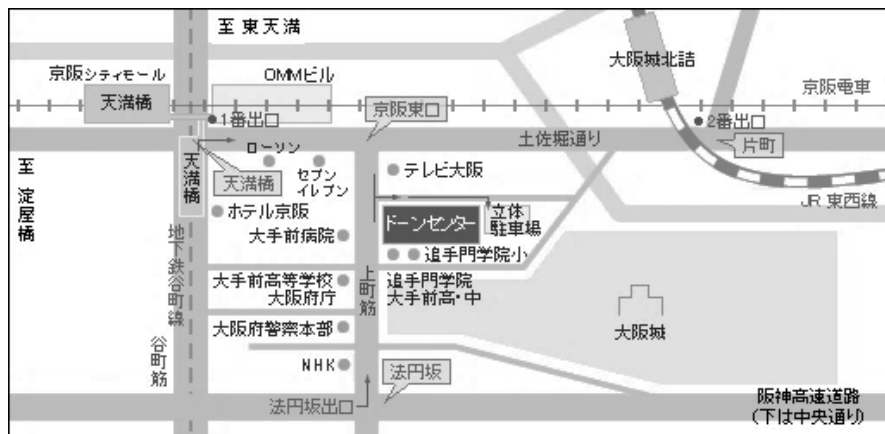 至 東天満
京阪シティモール
OMMビル
大阪城北詰
天満橋
京阪東口
京阪電車
1番出口
2番出口
土佐堀通り
片町
ローソン
セブン
イレブン
テレビ大阪
至 淀屋橋
天満橋
天満橋
JR 東西線
ホテル京阪
ドーンセンター
立体
駐車場
大手前病院
追手門学院小
地下鉄谷町線
大手前高等学校
大阪府庁
上町筋
追手門学院
大手前高・中
大阪府警察本部
大阪城
谷町筋
NHK
法円坂
法円坂出口
阪神高速道路
(下は中央通り)